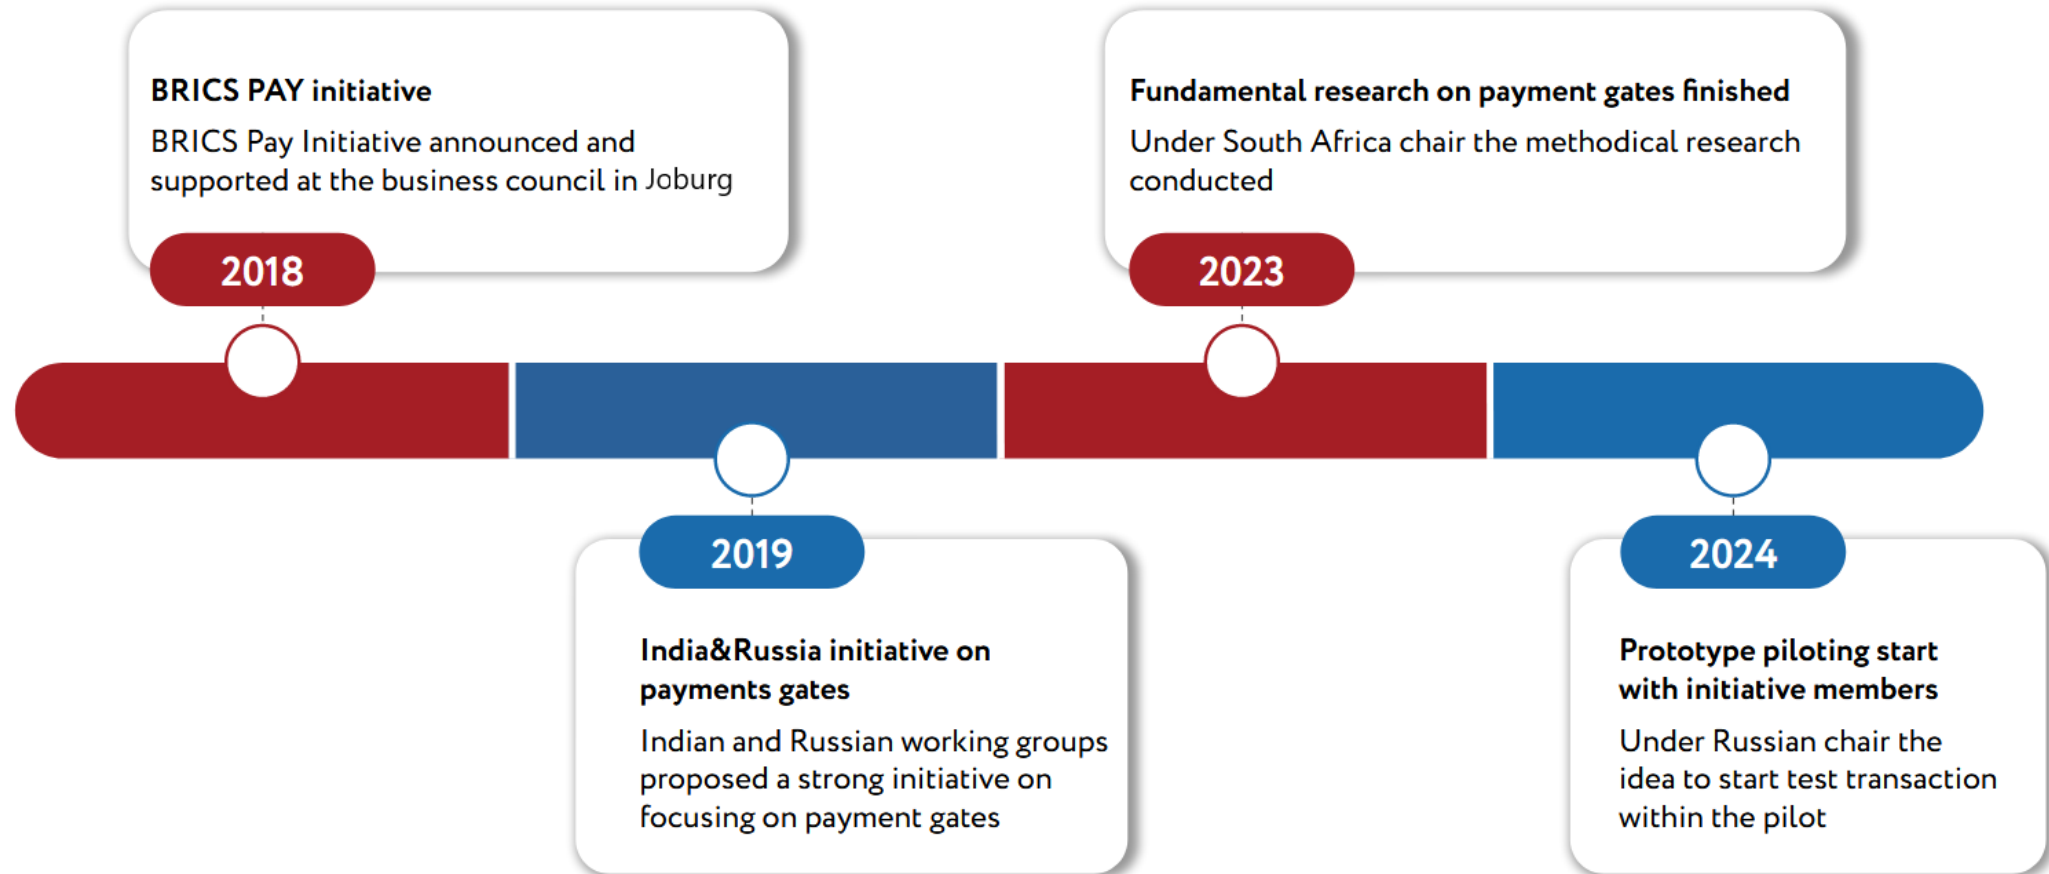 BRICS PAY initiative
BRICS Pay Initiative announced and
supported at the business council in Joburg
2018
Fundamental research on payment gates finished
Under South Africa chair the methodical research
conducted
2023
2019
India&Russia initiative on
payments gates
Indian and Russian working groups
proposed a strong initiative on
focusing on payment gates
2024
Prototype piloting start
with initiative members
Under Russian chair the
idea to start test transaction
within the pilot